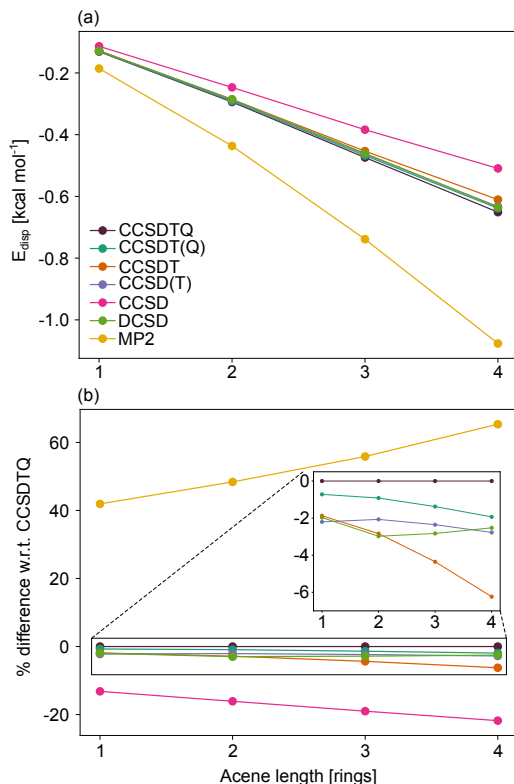 (a)
-0.2
-0.4
-0.6
-0.8
-1.0
E_disp [kcal mol⁻¹]
CCSDTQ
CCSDT(Q)
CCSDT
CCSD(T)
CCSD
DCSD
MP2
1 2 3 4
(b)
60
40
20
0
-20
% difference w.r.t. CCSDTQ
0
-2
-4
-6
1 2 3 4
1 2 3 4
Acene length [rings]